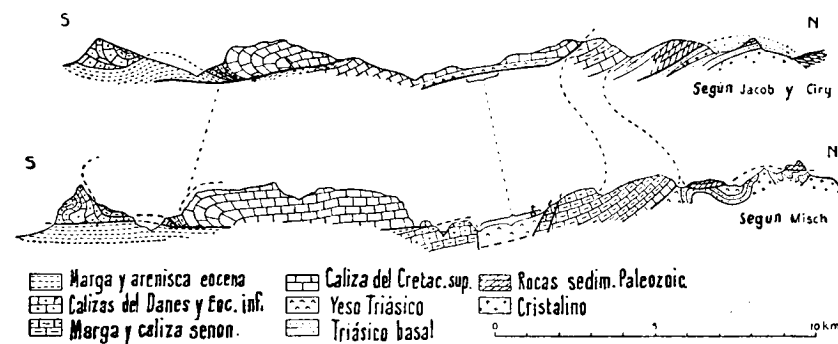 S N
Según Jacob y Ciry
S N
Segun Misch
Marga y arenisca eocena
Calizas del Danes y Eoc. inf.
Marga y caliza senon.
Caliza del Cretac. sup.
Yeso Triásico
Triásico basal
Rocas sedim. Paleozoic.
Cristalino
0 5 10 km